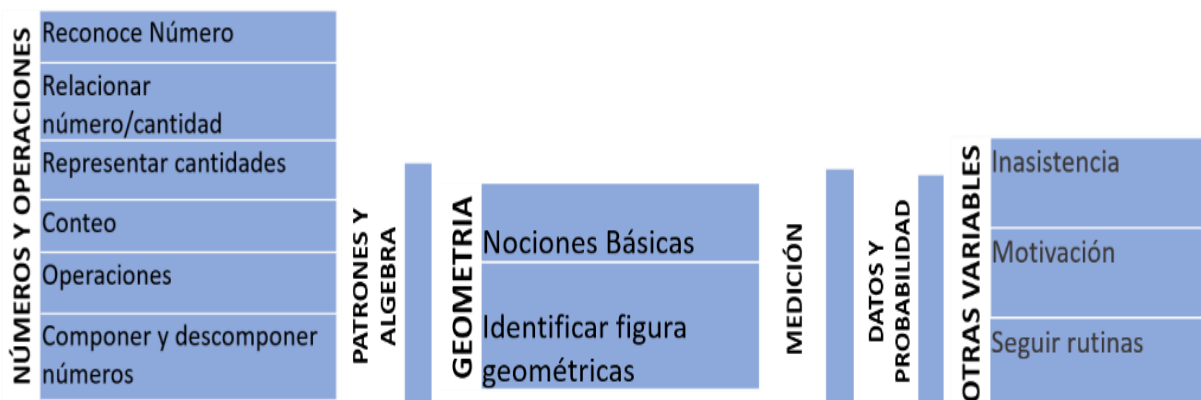 NÚMEROS Y OPERACIONES
Reconoce Número
Relacionar
número/cantidad
Representar cantidades
Conteo
Operaciones
Componer y descomponer
números
PATRONES Y
ALGEBRA
GEOMETRIA
Nociones Básicas
Identificar figura
geométricas
MEDICIÓN
DATOS Y
PROBABILIDAD
OTRAS VARIABLES
Inasistencia
Motivación
Seguir rutinas